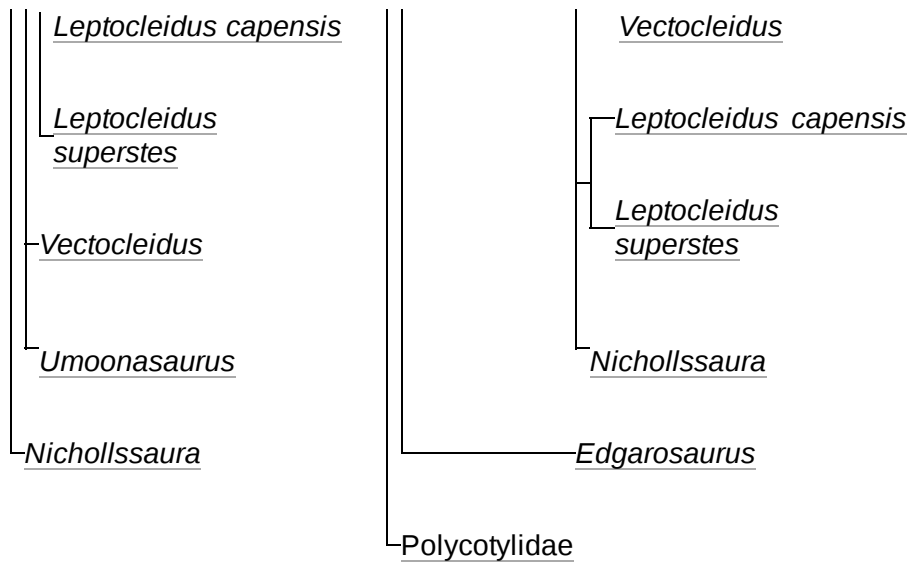 Leptocleidus capensis
Leptocleidus
superstes
Vectocleidus
Umoonasaurus
Nichollssaura
Vectocleidus
Leptocleidus capensis
Leptocleidus
superstes
Nichollssaura
Edgarosaurus
Polycotylidae